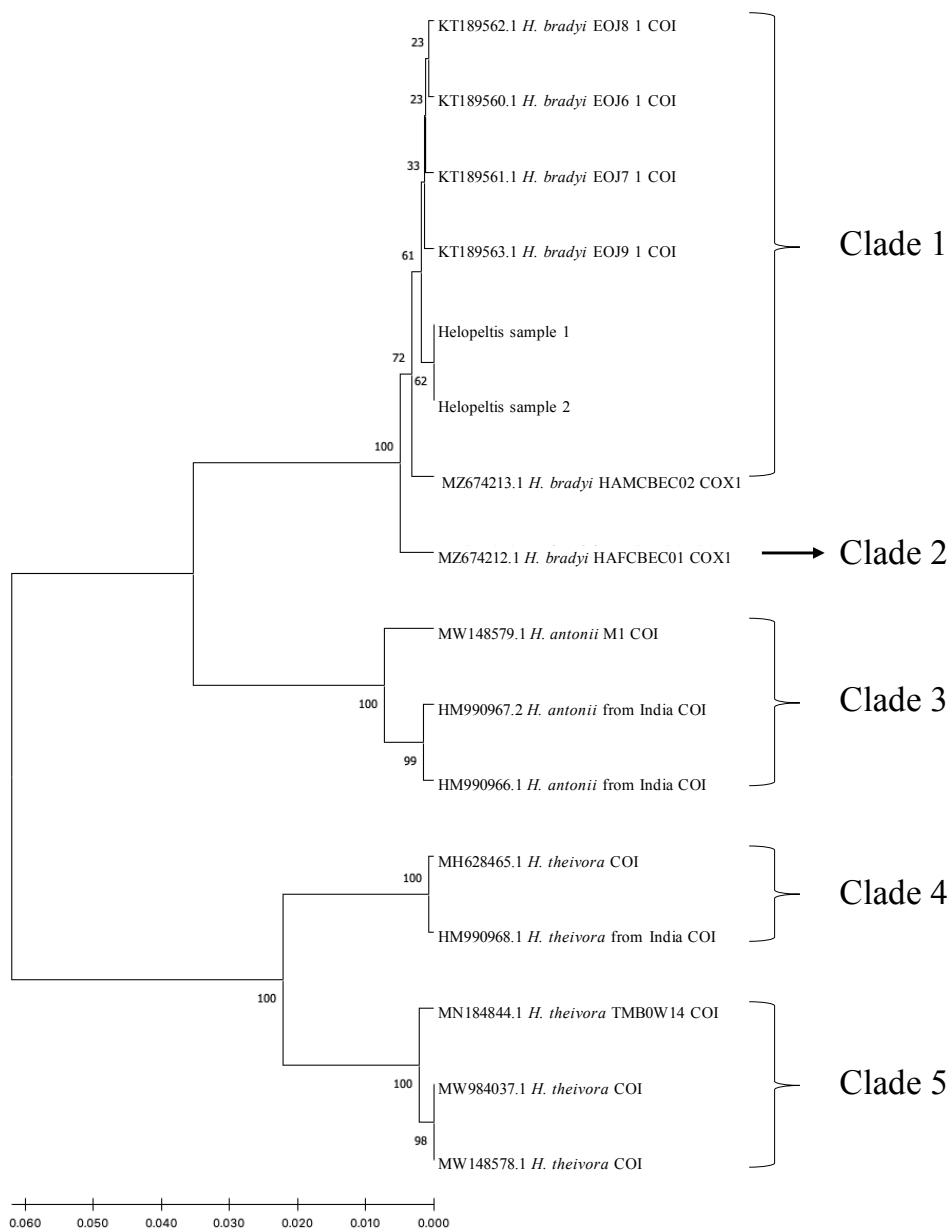 KT189562.1 H. bradyi EOJ8 1 COI
23
KT189560.1 H. bradyi EOJ6 1 COI
23
33
KT189561.1 H. bradyi EOJ7 1 COI
Clade 1
KT189563.1 H. bradyi EOJ9 1 COI
61
Helopeltis sample 1
72
62
Helopeltis sample 2
100
MZ674213.1 H. bradyi HAMCBEC02 COX1
MZ674212.1 H. bradyi HAFCBEC01 COX1
Clade 2
MW148579.1 H. antonii M1 COI
100
HM990967.2 H. antonii from India COI
Clade 3
99
HM990966.1 H. antonii from India COI
MH628465.1 H. theivora COI
100
Clade 4
HM990968.1 H. theivora from India COI
100
MN184844.1 H. theivora TMB0W14 COI
100
MW984037.1 H. theivora COI
Clade 5
98
MW148578.1 H. theivora COI
0.060 0.050 0.040 0.030 0.020 0.010 0.000